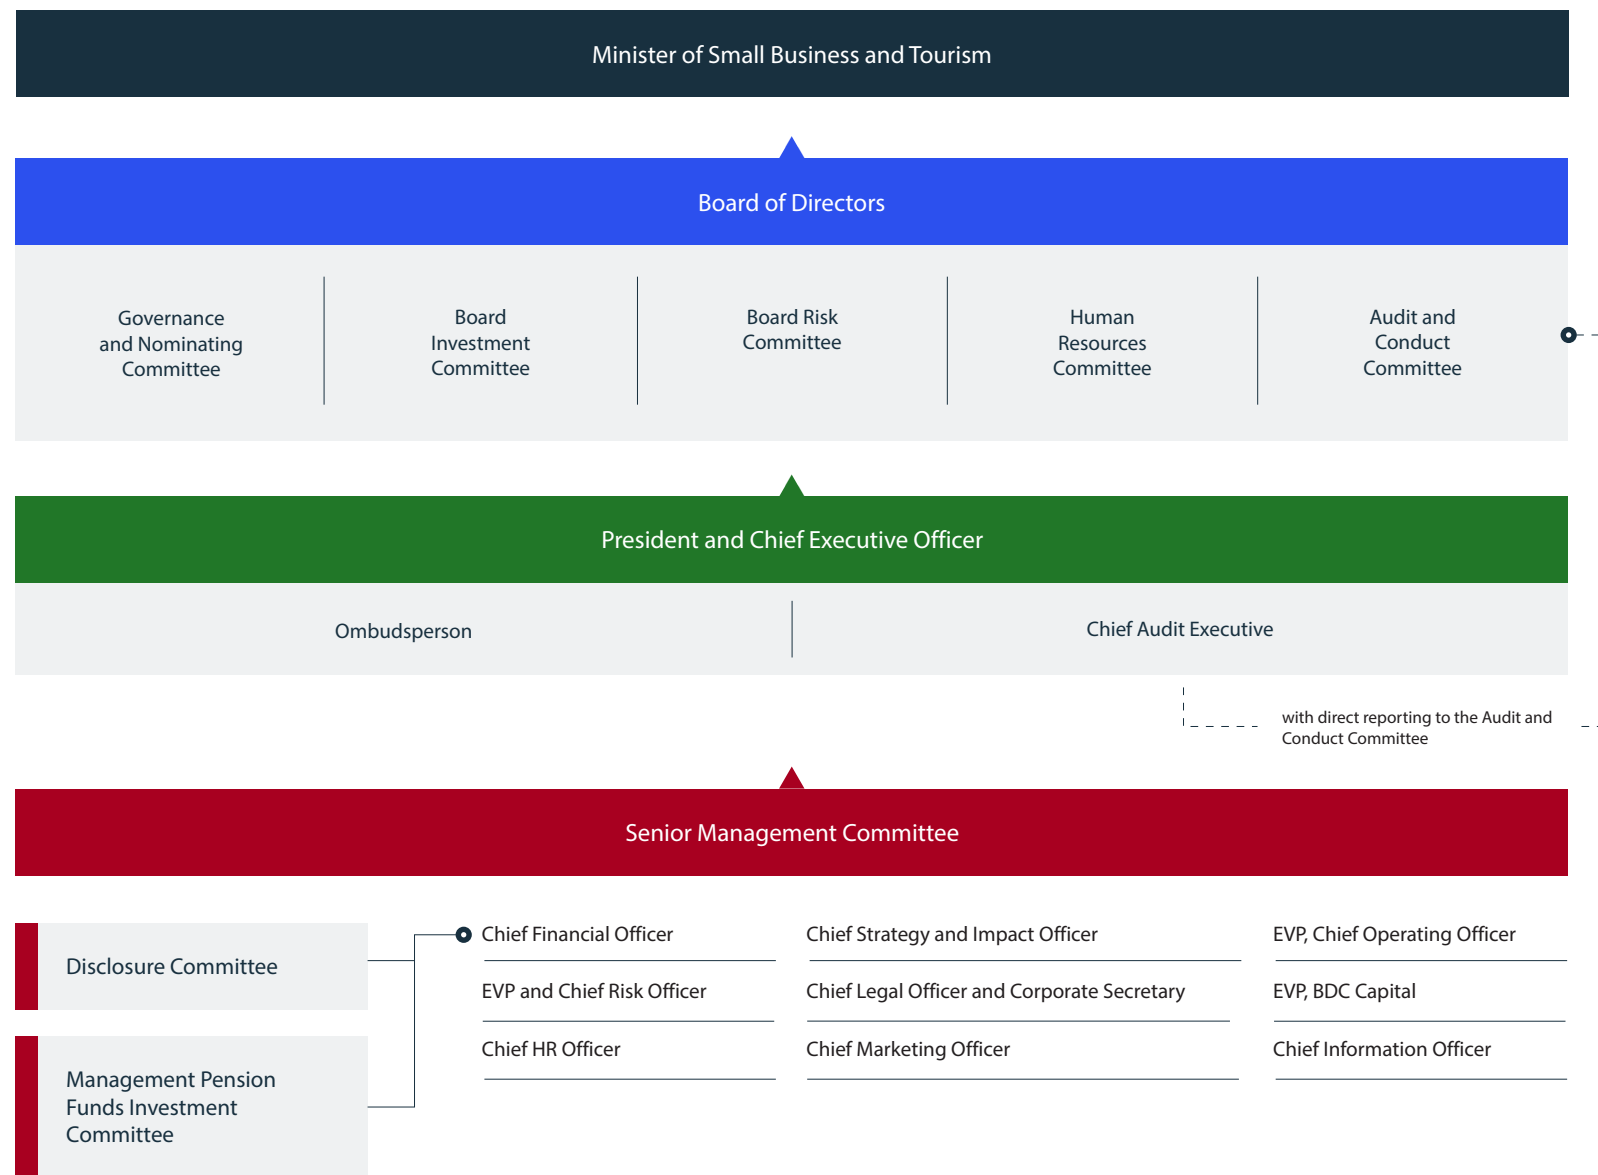 Minister of Small Business and Tourism
Board of Directors
Governance
and Nominating
Committee
Board
Investment
Committee
Board Risk
Committee
Human
Resources
Committee
Audit and
Conduct
Committee
President and Chief Executive Officer
Ombudsperson
Chief Audit Executive
with direct reporting to the Audit and
Conduct Committee
Senior Management Committee
Disclosure Committee
Management Pension
Funds Investment
Committee
Chief Financial Officer
EVP and Chief Risk Officer
Chief HR Officer
Chief Strategy and Impact Officer
Chief Legal Officer and Corporate Secretary
Chief Marketing Officer
EVP, Chief Operating Officer
EVP, BDC Capital
Chief Information Officer